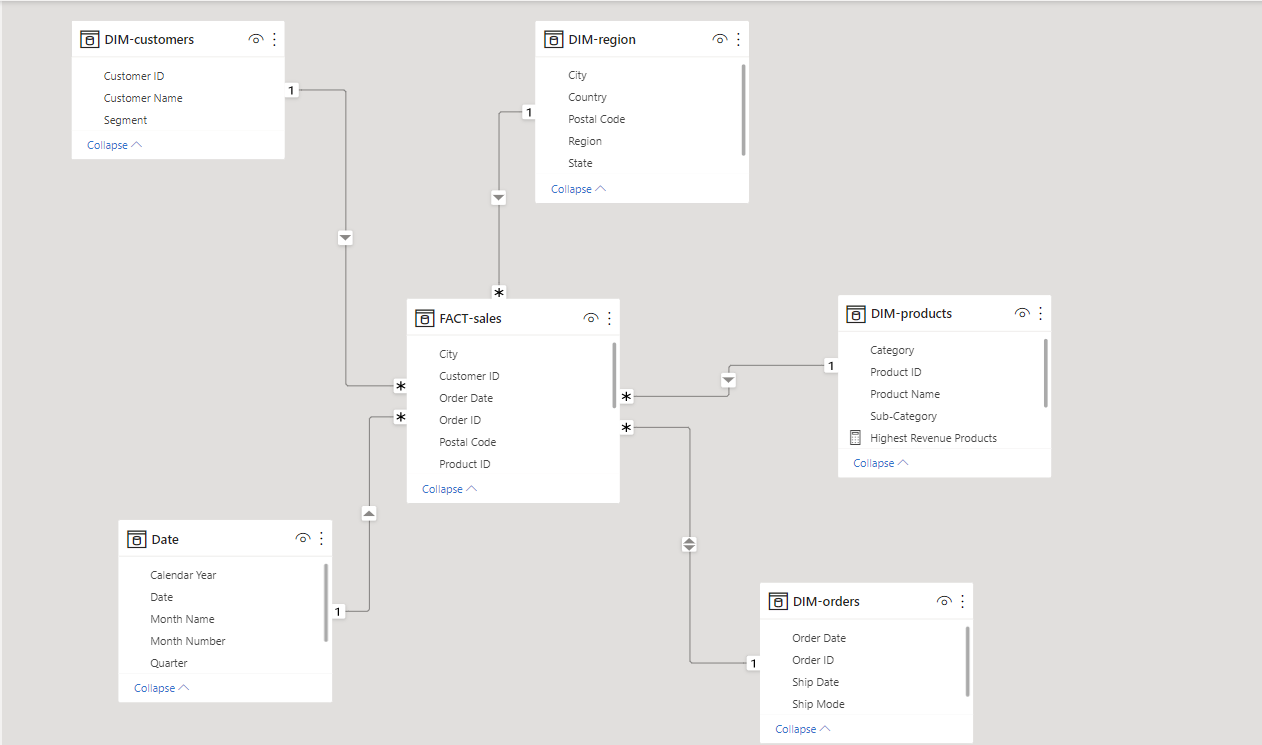 DIM-customers
Customer ID
Customer Name
Segment
Collapse
1
DIM-region
City
Country
Postal Code
Region
State
Collapse
1
*
FACT-sales
City
Customer ID
Order Date
Order ID
Postal Code
Product ID
Collapse
*
*
*
*
DIM-products
Category
Product ID
Product Name
Sub-Category
Highest Revenue Products
Collapse
1
Date
Calendar Year
Date
Month Name
Month Number
Quarter
Collapse
1
DIM-orders
Order Date
Order ID
Ship Date
Ship Mode
Collapse
1